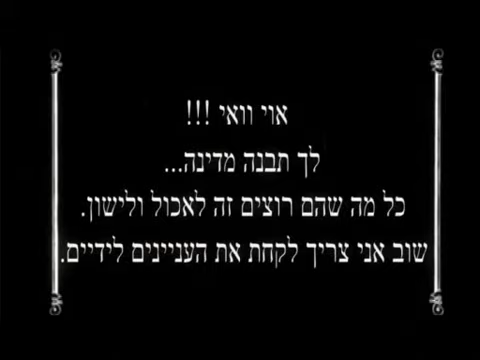 אוי וואי !!!
לך תבנה מדינה...
כל מה שהם רוצים זה לאכול ולישון.
שוב אני צריך לקחת את העניינים לידיים.